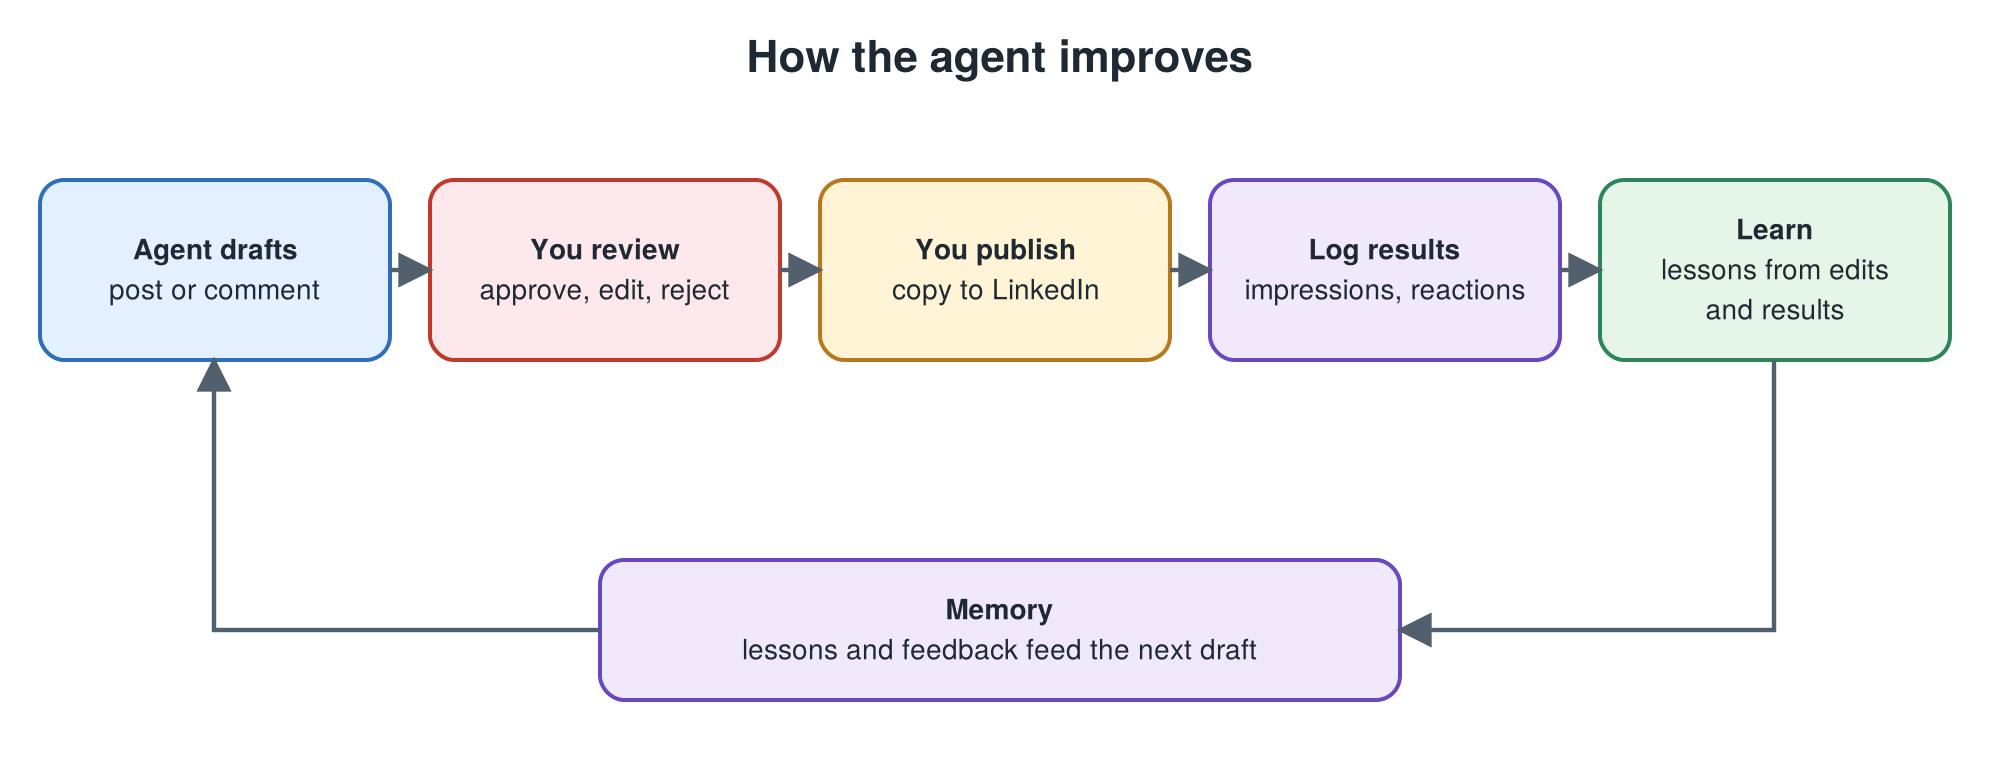 How the agent improves
Agent drafts
post or comment
You review
approve, edit, reject
You publish
copy to LinkedIn
Log results
impressions, reactions
Learn
lessons from edits
and results
Memory
lessons and feedback feed the next draft